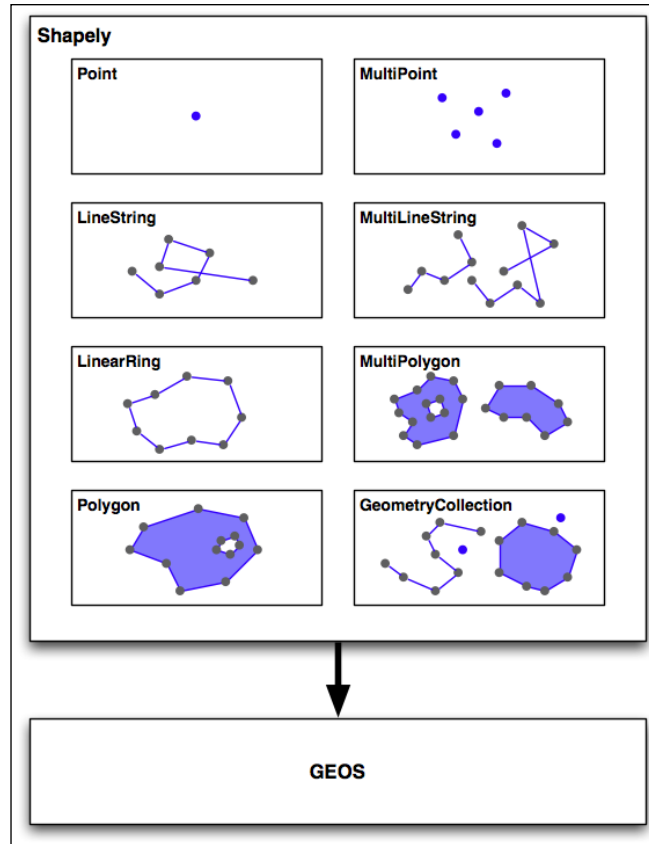 Shapely
Point
MultiPoint
LineString
MultiLineString
LinearRing
MultiPolygon
Polygon
GeometryCollection
GEOS